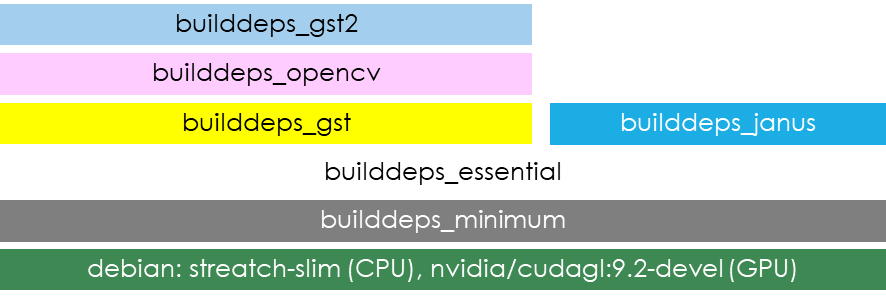 builddeps_gst2
builddeps_opencv
builddeps_gst
builddeps_janus
builddeps_essential
builddeps_minimum
debian: streatch-slim (CPU), nvidia/cudagl:9.2-devel (GPU)